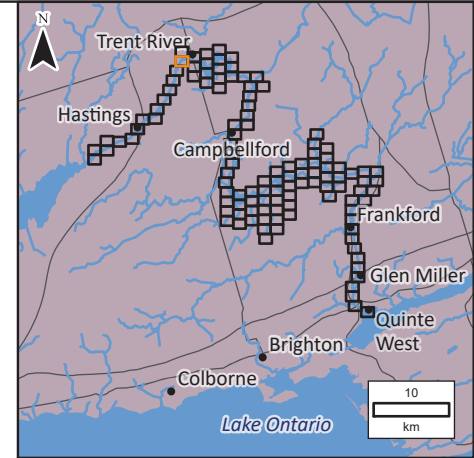 N
Trent River
Hastings
Campbellford
Frankford
Glen Miller
Quinte
West
Brighton
Colborne
Lake Ontario
10
km